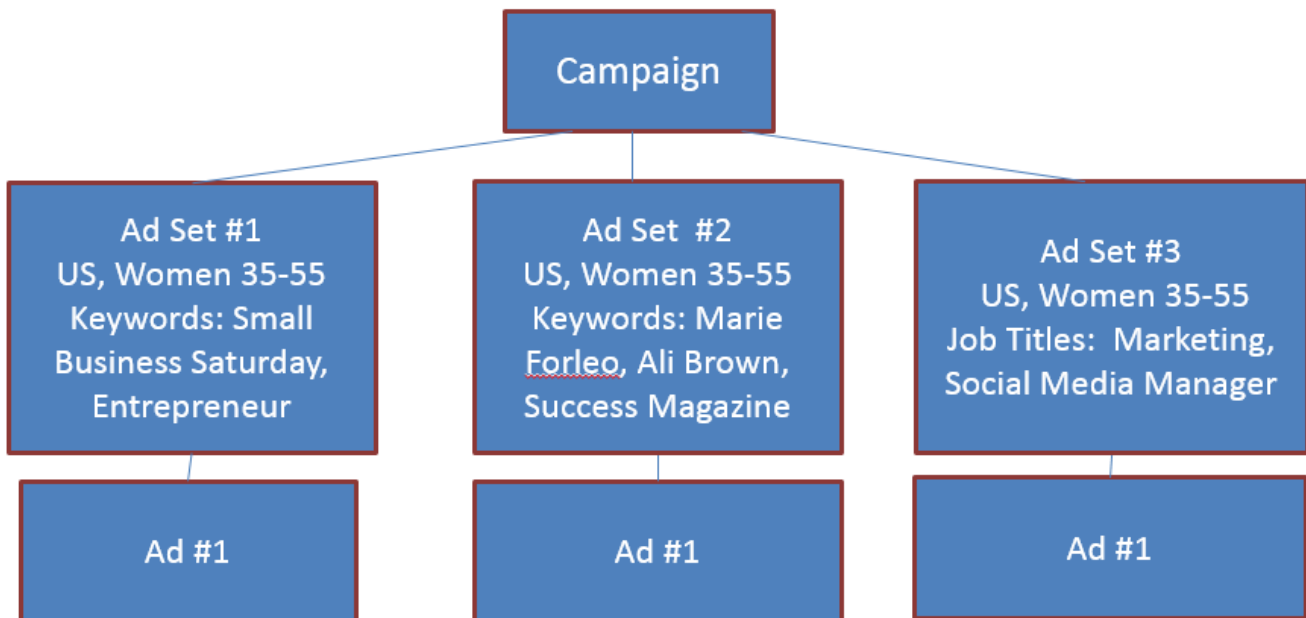 Campaign
Ad Set #1
US, Women 35-55
Keywords: Small
Business Saturday,
Entrepreneur
Ad Set  #2
US, Women 35-55
Keywords: Marie
Forleo, Ali Brown,
Success Magazine
Ad Set #3
US, Women 35-55
Job Titles:  Marketing,
Social Media Manager
Ad #1
Ad #1
Ad #1